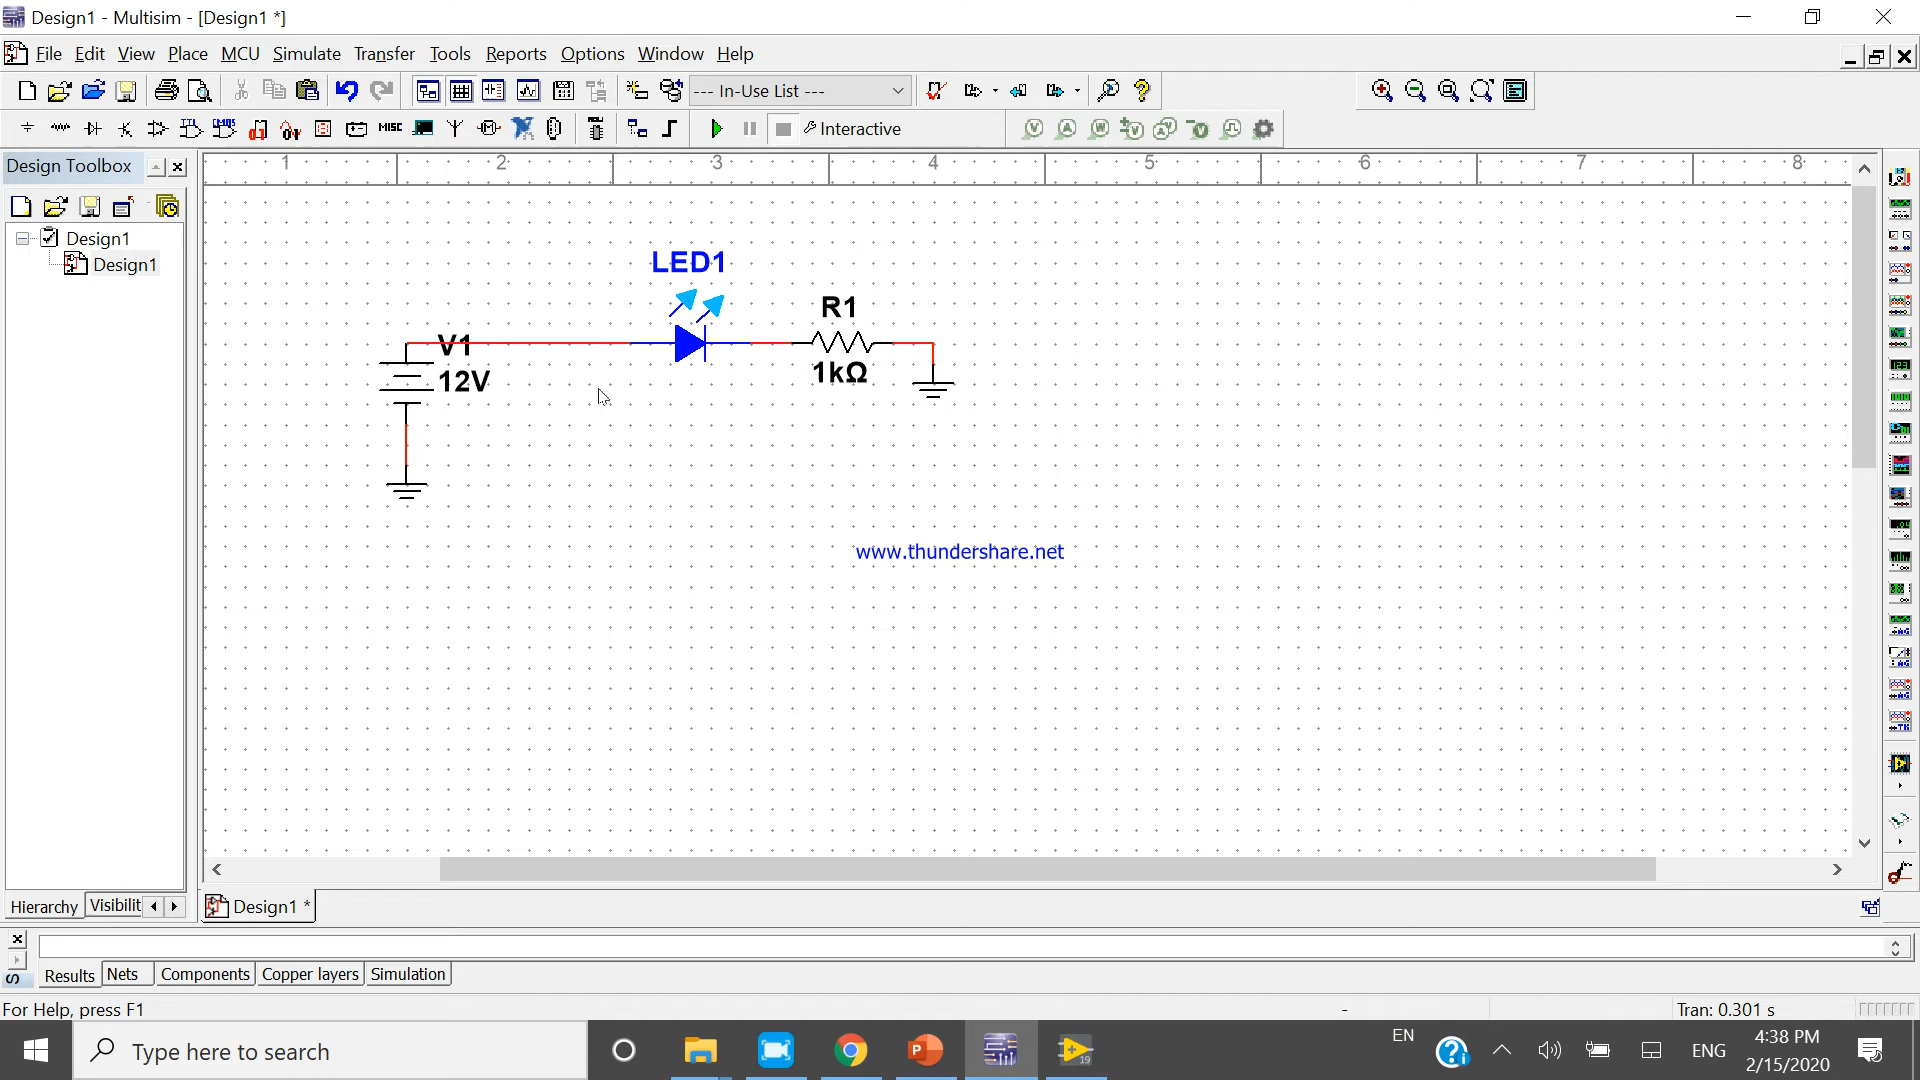 Design1 - Multisim - [Design1 *]
File Edit View Place MCU Simulate Transfer Tools Reports Options Window Help
--- In-Use List ---
MISC Interactive
Design Toolbox
1 2 3 4 5 6 7 8
Design1
Design1
LED1
R1
V1
12V
1kΩ
www.thundershare.net
Hierarchy Visibilit
Design1 *
Results Nets Components Copper layers Simulation
S
For Help, press F1
-
Tran: 0.301 s
Type here to search
EN
ENG
4:38 PM
2/15/2020